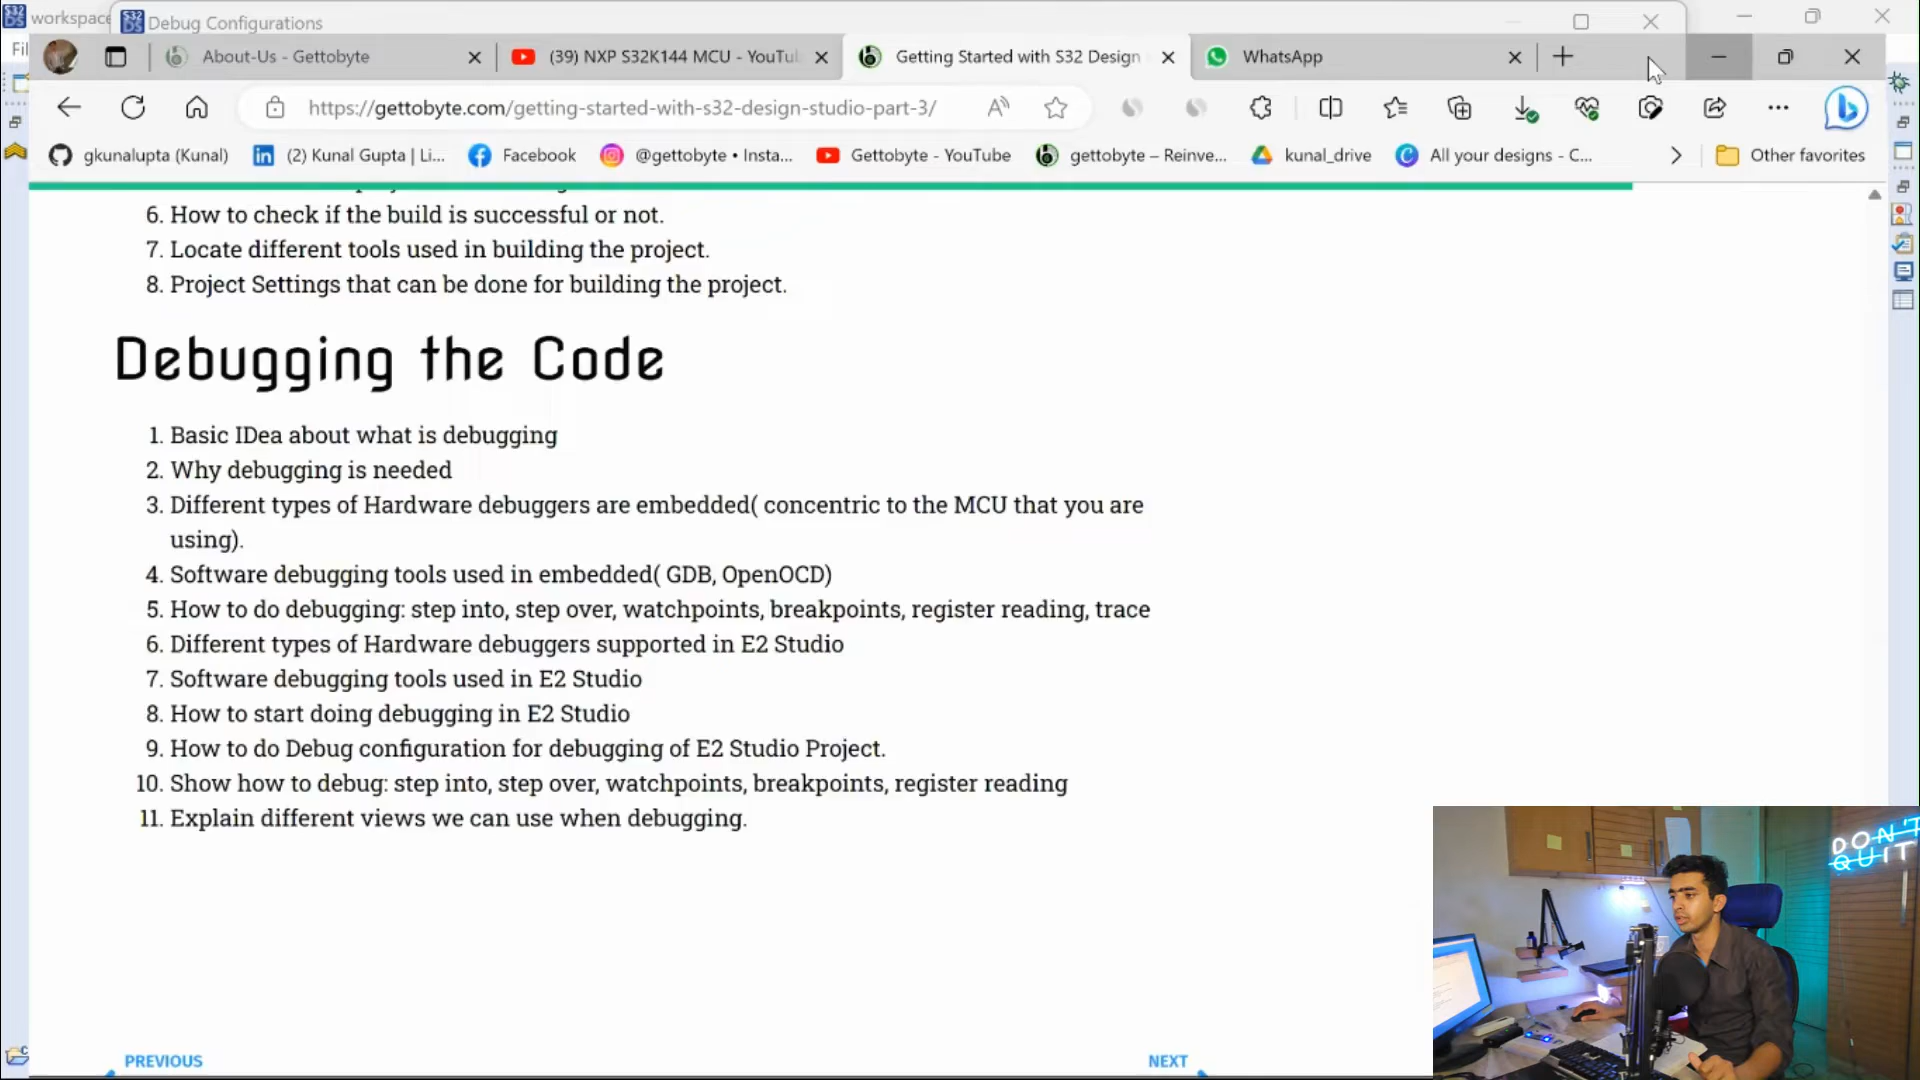 workspace
Debug Configurations
Fil
About-Us - Gettobyte
(39) NXP S32K144 MCU - YouTu
Getting Started with S32 Design
WhatsApp
https://gettobyte.com/getting-started-with-s32-design-studio-part-3/
gkunalupta (Kunal)
(2) Kunal Gupta | Li...
Facebook
@gettobyte • Insta...
Gettobyte - YouTube
gettobyte – Reinve...
kunal_drive
All your designs - C...
Other favorites
6. How to check if the build is successful or not.
7. Locate different tools used in building the project.
8. Project Settings that can be done for building the project.
Debugging the Code
1. Basic IDea about what is debugging
2. Why debugging is needed
3. Different types of Hardware debuggers are embedded( concentric to the MCU that you are
using).
4. Software debugging tools used in embedded( GDB, OpenOCD)
5. How to do debugging: step into, step over, watchpoints, breakpoints, register reading, trace
6. Different types of Hardware debuggers supported in E2 Studio
7. Software debugging tools used in E2 Studio
8. How to start doing debugging in E2 Studio
9. How to do Debug configuration for debugging of E2 Studio Project.
10. Show how to debug: step into, step over, watchpoints, breakpoints, register reading
11. Explain different views we can use when debugging.
DON'T
QUIT
PREVIOUS
NEXT